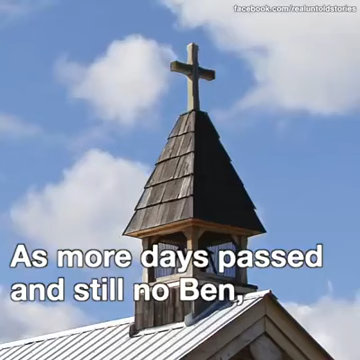 facebook.com/realuntoldstories
As more days passed
and still no Ben,